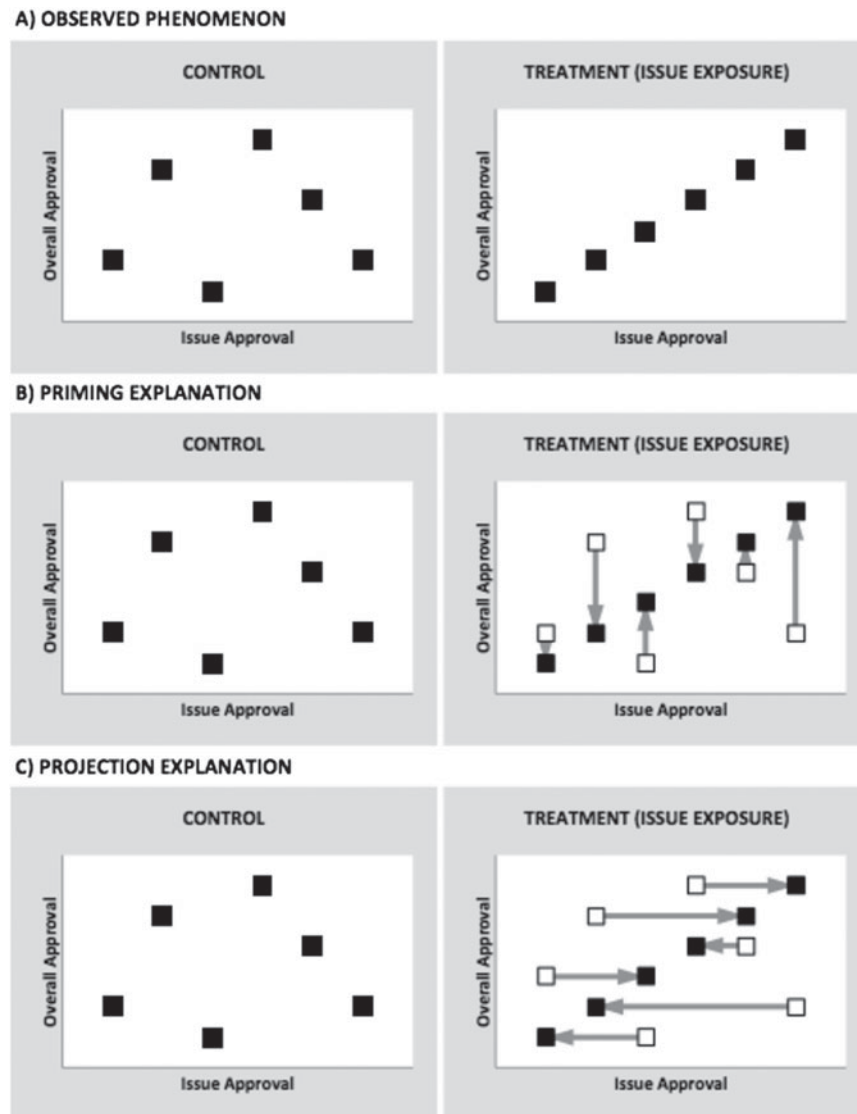 A) OBSERVED PHENOMENON
CONTROL
Overall Approval
Issue Approval
TREATMENT (ISSUE EXPOSURE)
Overall Approval
Issue Approval
B) PRIMING EXPLANATION
CONTROL
Overall Approval
Issue Approval
TREATMENT (ISSUE EXPOSURE)
Overall Approval
Issue Approval
C) PROJECTION EXPLANATION
CONTROL
Overall Approval
Issue Approval
TREATMENT (ISSUE EXPOSURE)
Overall Approval
Issue Approval